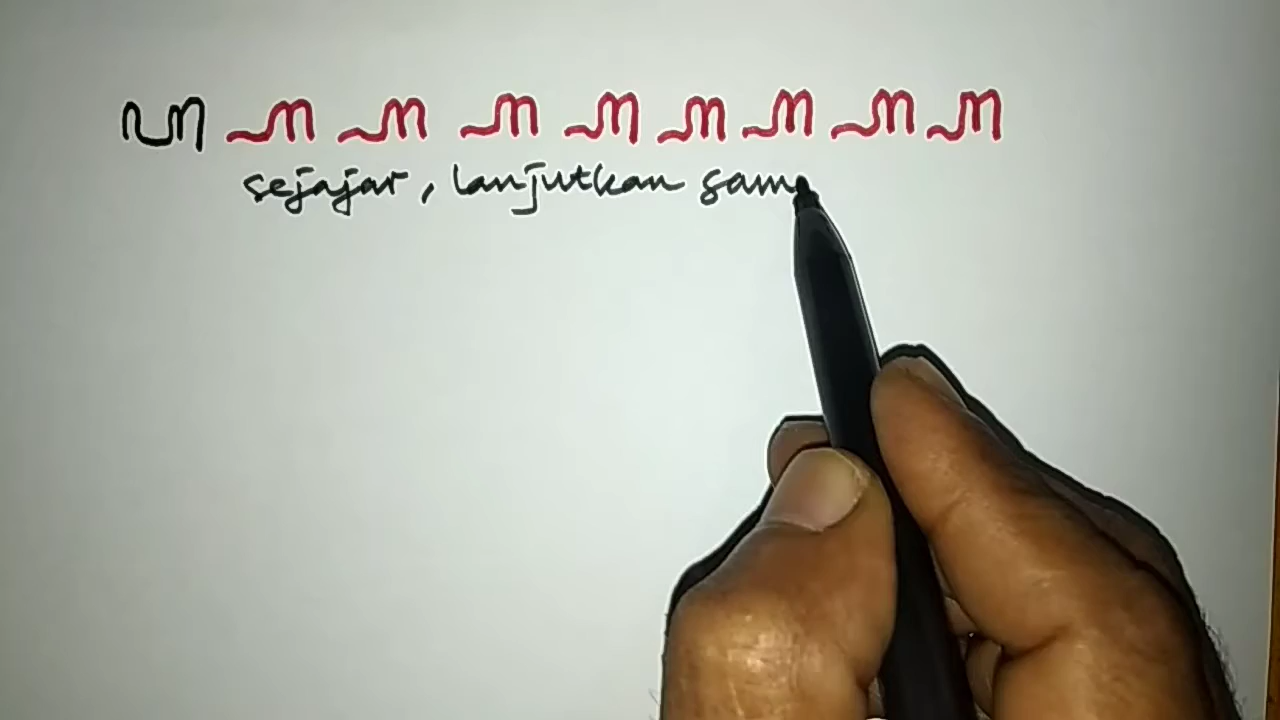 ꦲ ꧀ꦲ ꧀ꦲ ꧀ꦲ ꧀ꦲ ꧀ꦲ ꧀ꦲ ꧀ꦲ ꧀ꦲ
sejajar, lanjutkan sam